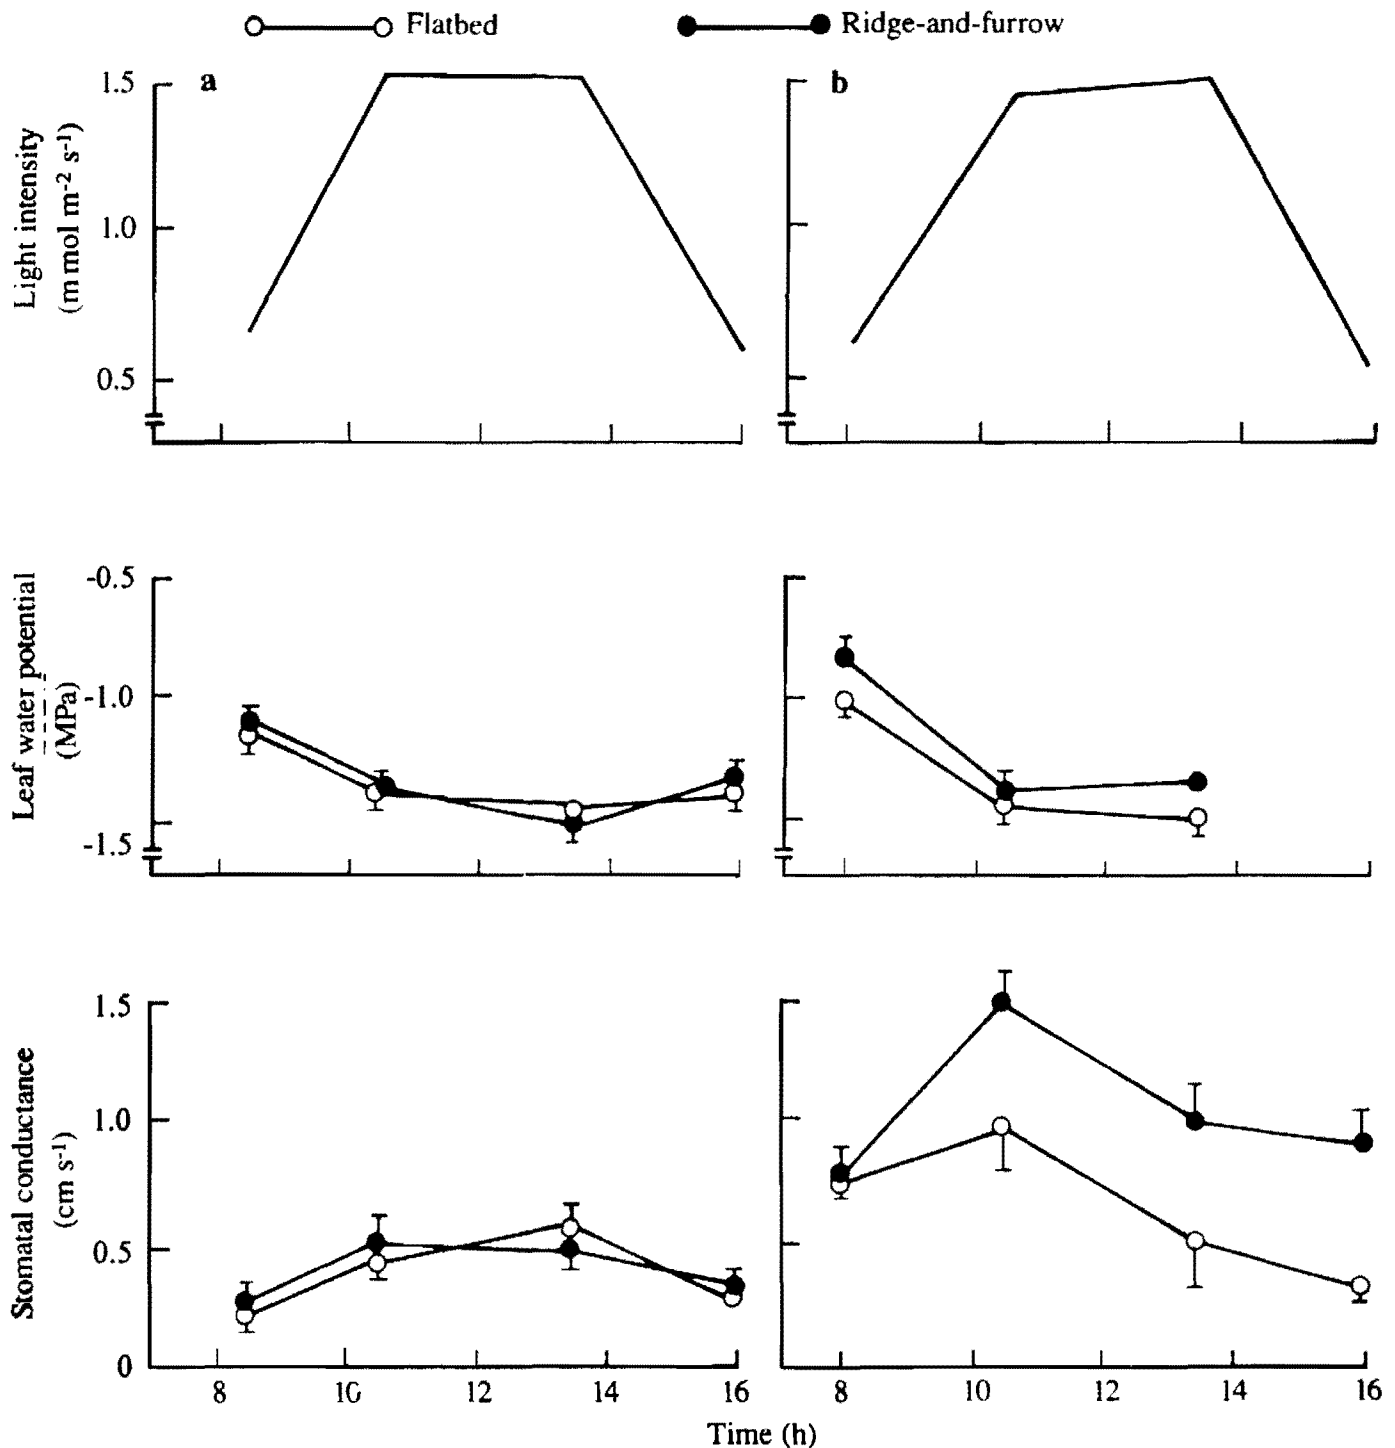 Flatbed
Ridge-and-furrow
a
b
Light intensity
(m mol m⁻² s⁻¹)
1.5
1.0
0.5
Leaf water potential
(MPa)
-0.5
-1.0
-1.5
Stomatal conductance
(cm s⁻¹)
1.5
1.0
0.5
0
8 10 12 14 16
8 10 12 14 16
Time (h)